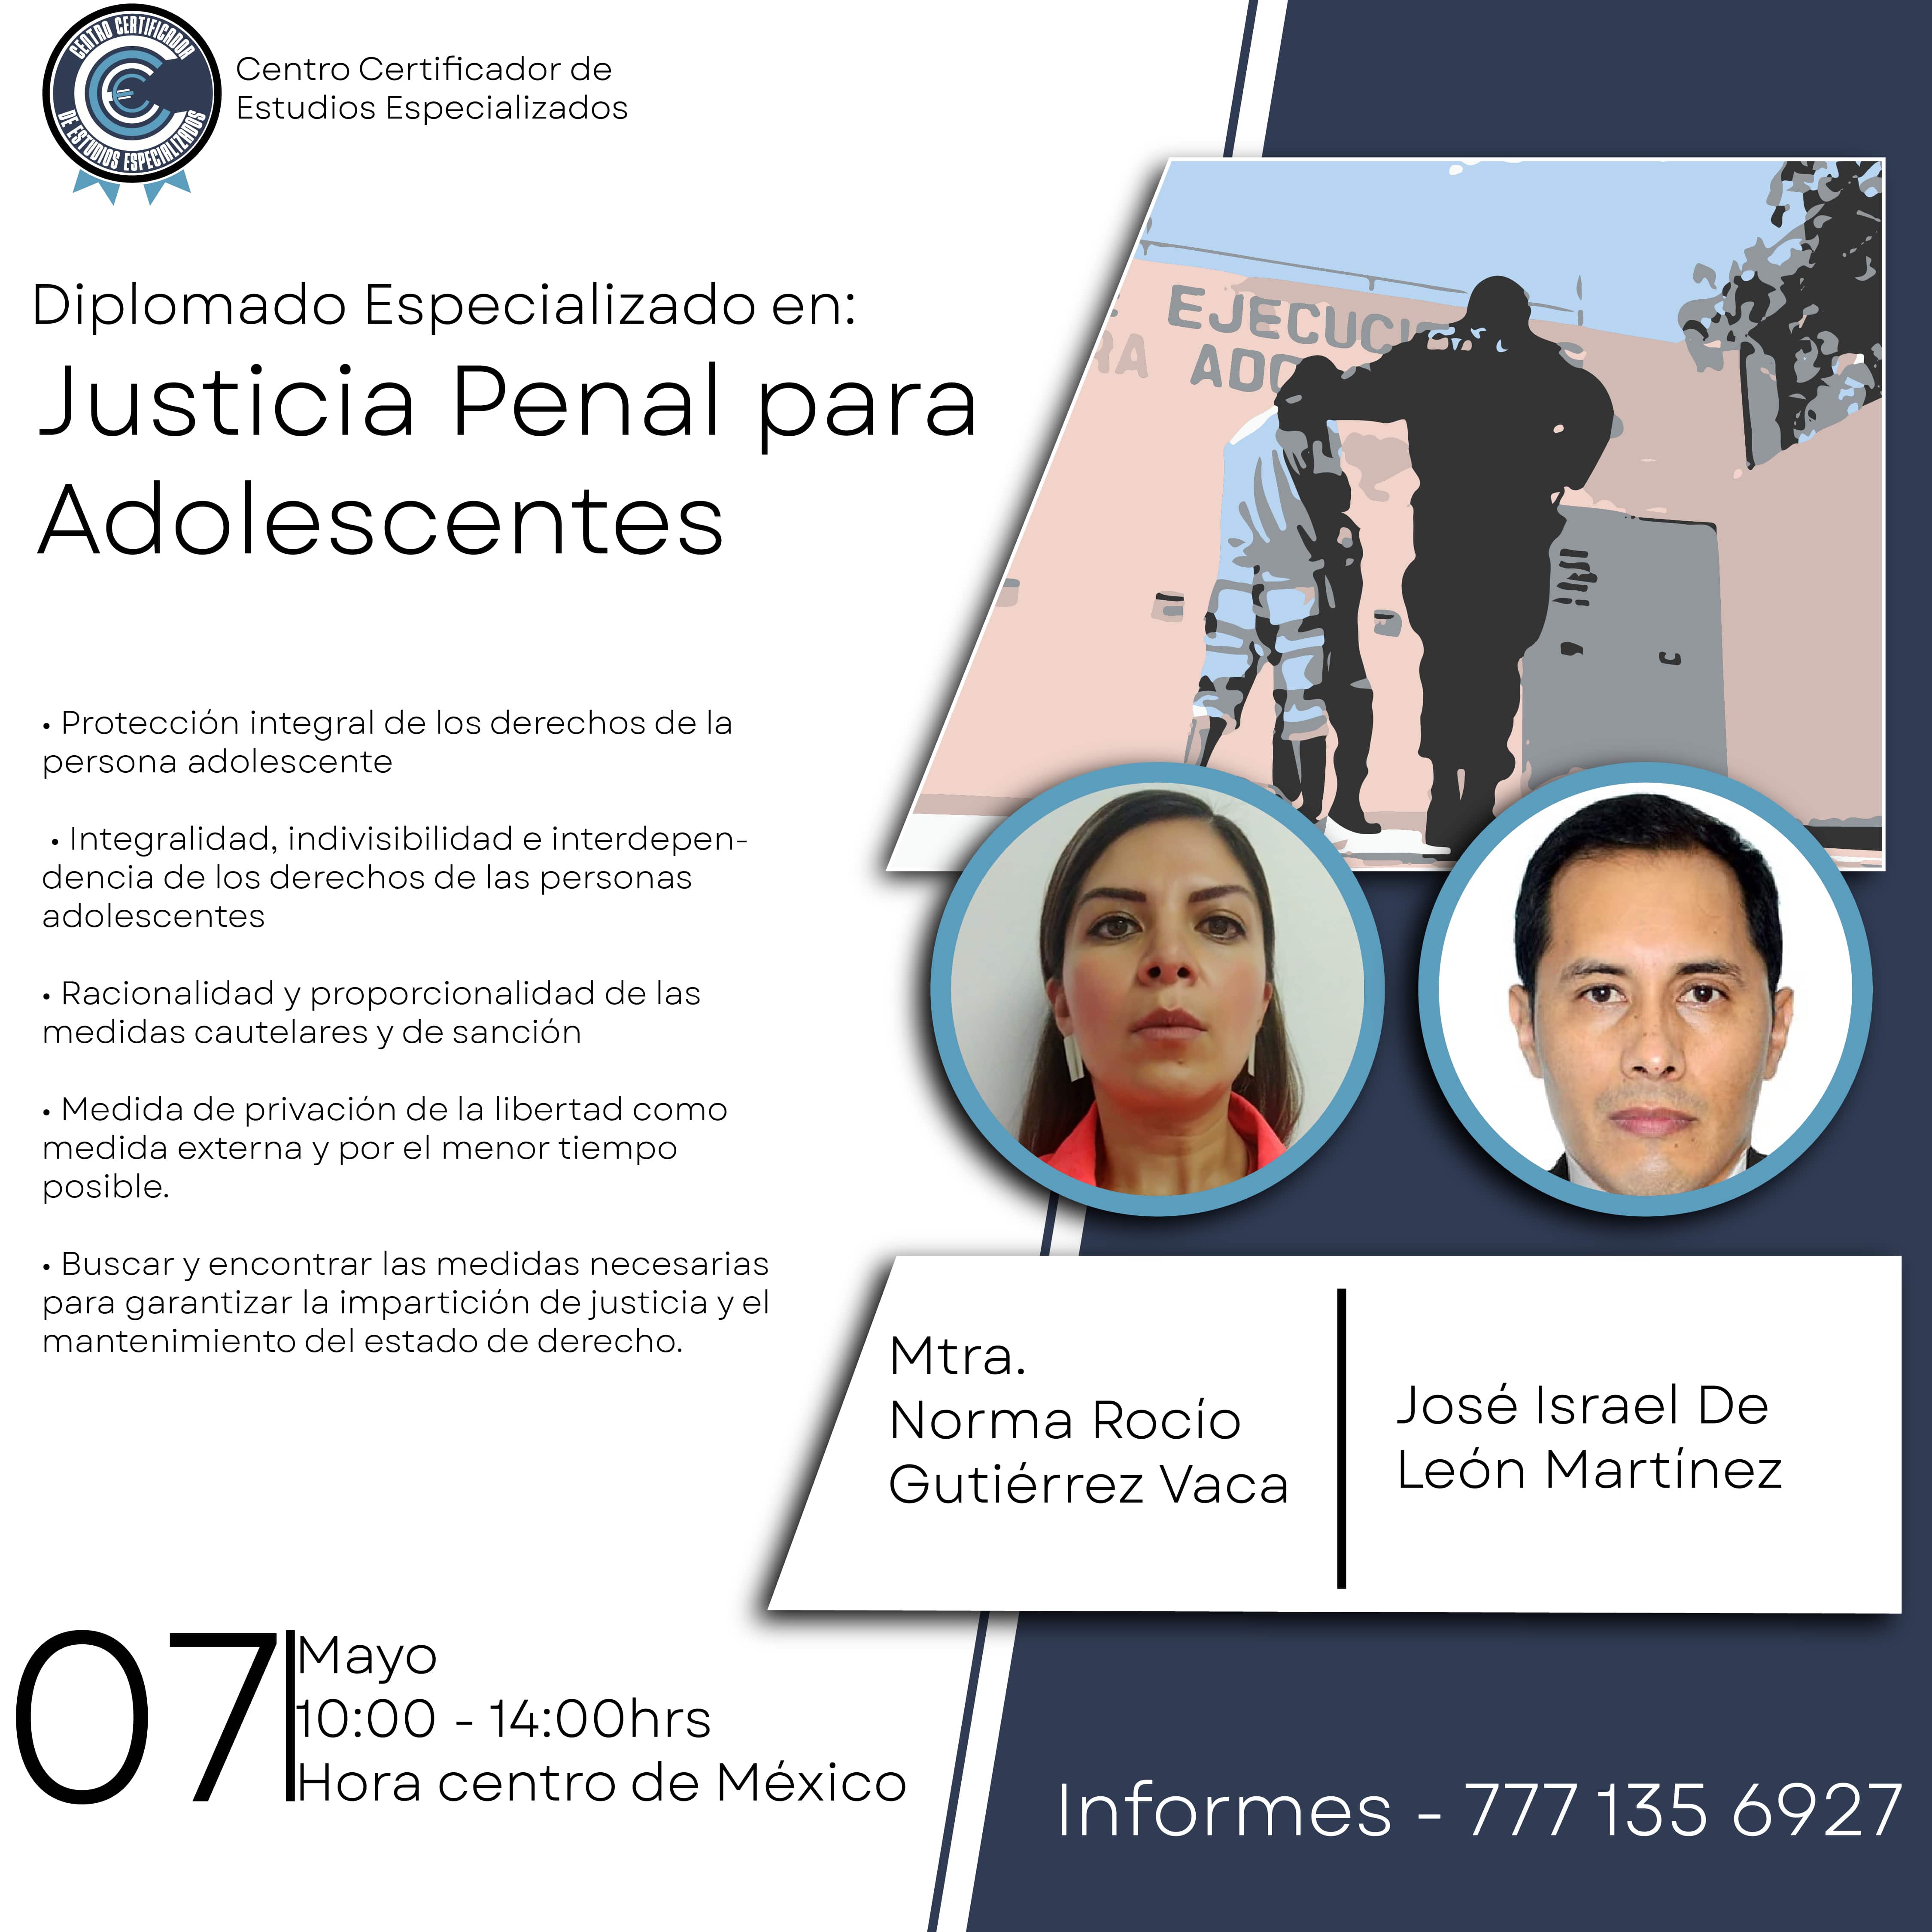 CENTRO CERTIFICADOR
DE ESTUDIOS ESPECIALIZADOS
Centro Certificador de
Estudios Especializados
Diplomado Especializado en:
Justicia Penal para
Adolescentes
EJECUCI
ADO
• Protección integral de los derechos de la
persona adolescente
• Integralidad, indivisibilidad e interdepen-
dencia de los derechos de las personas
adolescentes
• Racionalidad y proporcionalidad de las
medidas cautelares y de sanción
• Medida de privación de la libertad como
medida externa y por el menor tiempo
posible.
• Buscar y encontrar las medidas necesarias
para garantizar la impartición de justicia y el
mantenimiento del estado de derecho.
Mtra.
Norma Rocío
Gutiérrez Vaca
José Israel De
León Martínez
07
Mayo
10:00 - 14:00hrs
Hora centro de México
Informes - 777 135 6927